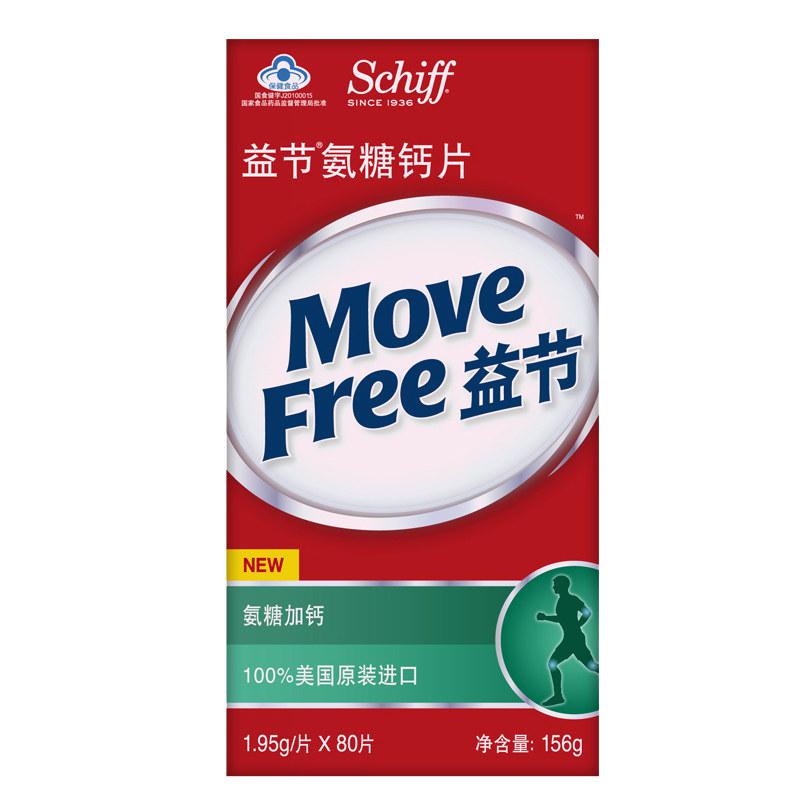 保健食品
国食健字J20100015
国家食品药品监督管理局批准
Schiff®
SINCE 1936
益节®氨糖钙片
TM
Move
Free 益节
NEW
氨糖加钙
100%美国原装进口
1.95g/片 X 80片
净含量: 156g